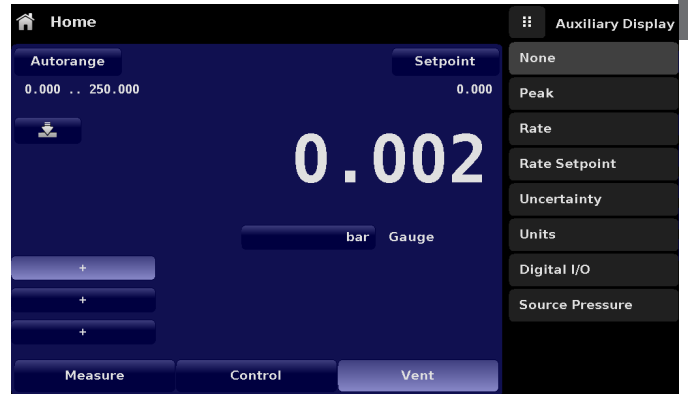 Home
Auxiliary Display
Autorange
Setpoint
0.000 .. 250.000
0.000
0.002
bar Gauge
+
+
+
Measure
Control
Vent
None
Peak
Rate
Rate Setpoint
Uncertainty
Units
Digital I/O
Source Pressure